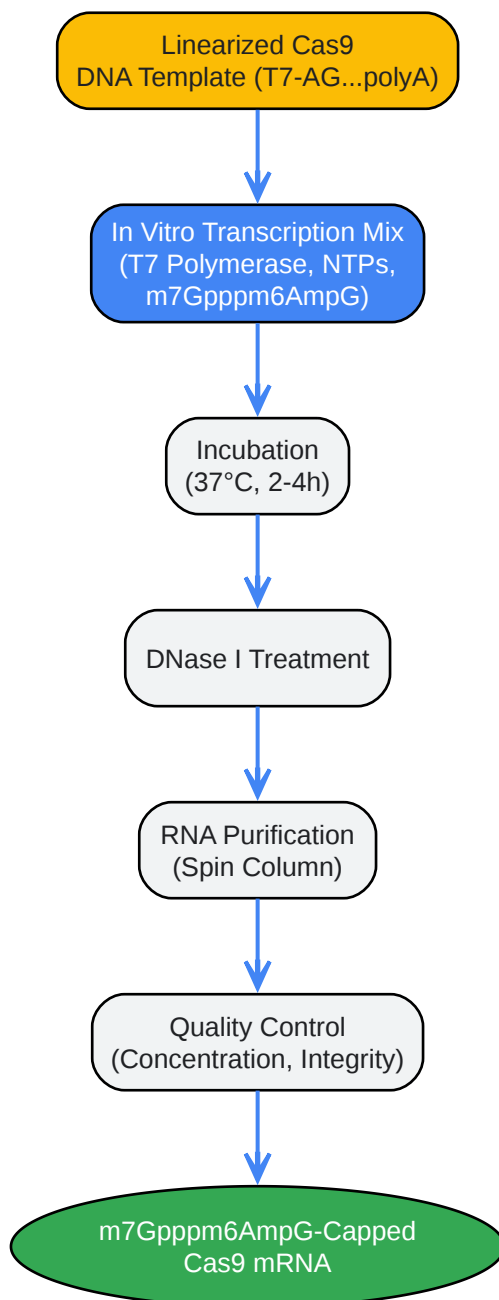 Linearized Cas9
DNA Template (T7-AG...polyA)
In Vitro Transcription Mix
(T7 Polymerase, NTPs,
m7Gpppm6AmpG)
Incubation
(37°C, 2-4h)
DNase I Treatment
RNA Purification
(Spin Column)
Quality Control
(Concentration, Integrity)
m7Gpppm6AmpG-Capped
Cas9 mRNA